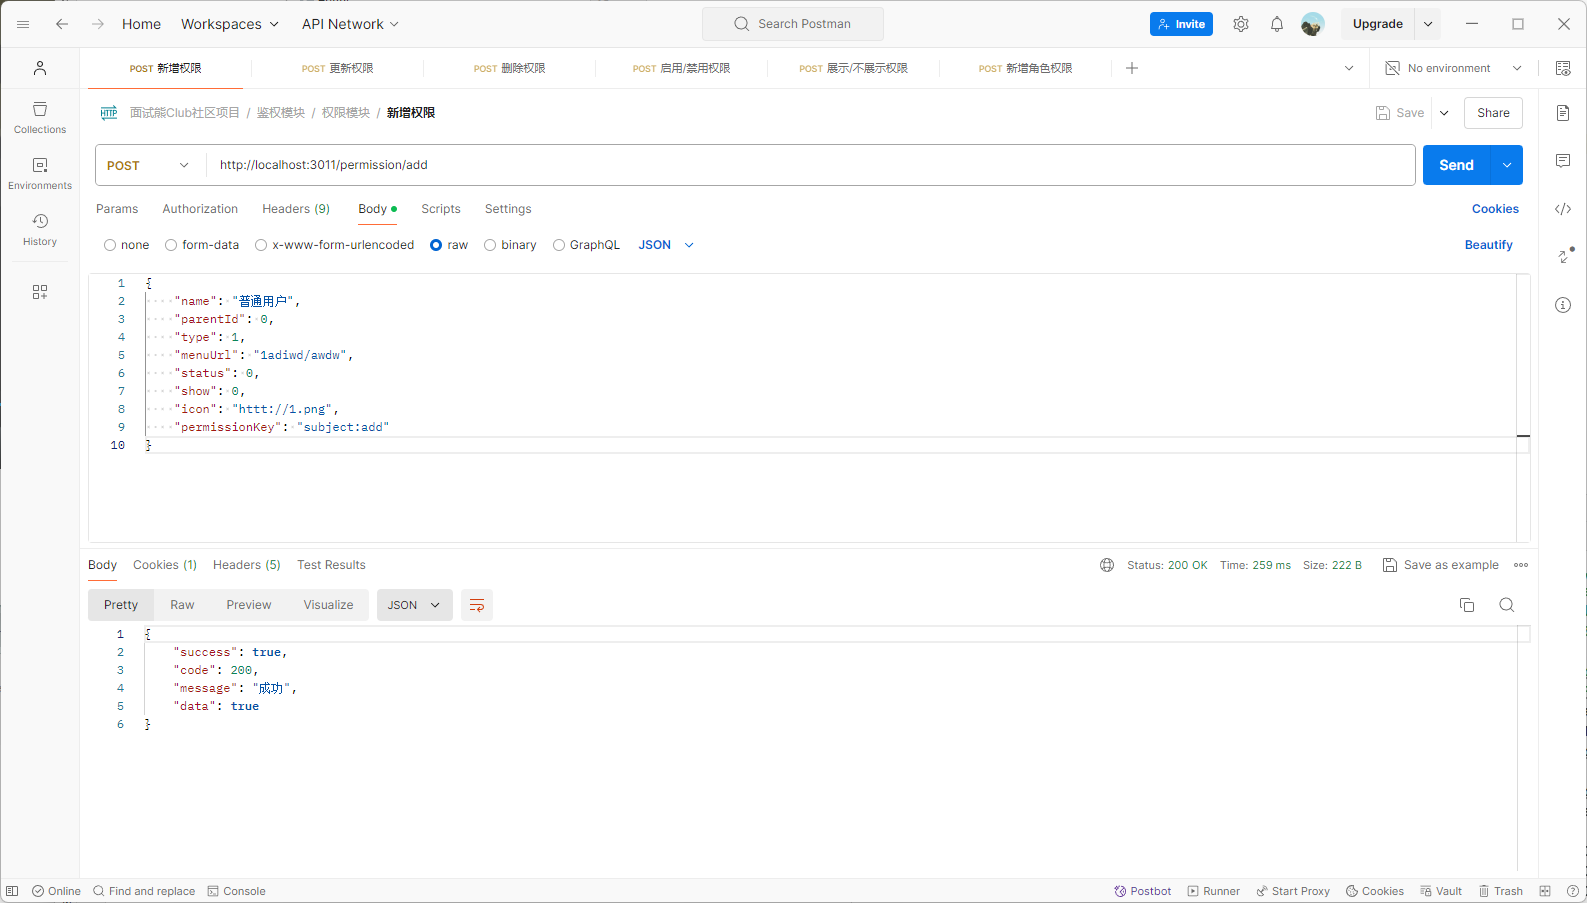 Home Workspaces API Network Search Postman Invite Upgrade
POST 新增权限 POST 更新权限 POST 删除权限 POST 启用/禁用权限 POST 展示/不展示权限 POST 新增角色权限 No environment
HTTP 面试熊Club社区项目 / 鉴权模块 / 权限模块 / 新增权限 Save Share
Collections
POST http://localhost:3011/permission/add Send
Environments
Params Authorization Headers (9) Body Scripts Settings Cookies
History
none form-data x-www-form-urlencoded raw binary GraphQL JSON Beautify
1 {
2 "name": "普通用户",
3 "parentId": 0,
4 "type": 1,
5 "menuUrl": "1adiwd/awdw",
6 "status": 0,
7 "show": 0,
8 "icon": "httt://1.png",
9 "permissionKey": "subject:add"
10 }
Body Cookies (1) Headers (5) Test Results Status: 200 OK Time: 259 ms Size: 222 B Save as example
Pretty Raw Preview Visualize JSON
1 {
2 "success": true,
3 "code": 200,
4 "message": "成功",
5 "data": true
6 }
Online Find and replace Console Postbot Runner Start Proxy Cookies Vault Trash